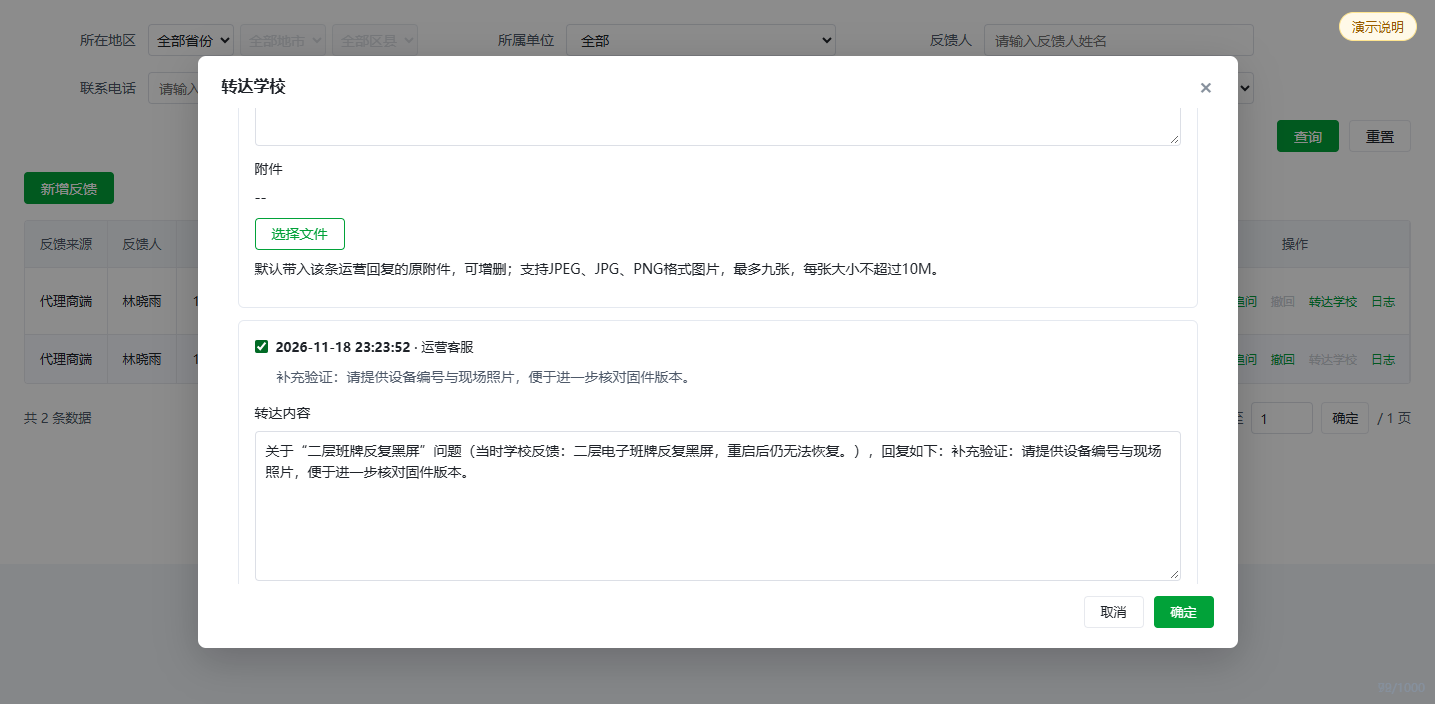 演示说明
所在地区 全部省份 全部地市 全部区县 所属单位 全部 反馈人 请输入反馈人姓名
联系电话 请输入
查询 重置
新增反馈
反馈来源 反馈人 操作
代理商端 林晓雨 1 追问 撤回 转达学校 日志
代理商端 林晓雨 1 追问 撤回 转达学校 日志
共 2 条数据 至 1 确定 / 1 页
转达学校 ×
附件
--
选择文件
默认带入该条运营回复的原附件，可增删；支持JPEG、JPG、PNG格式图片，最多九张，每张大小不超过10M。
2026-11-18 23:23:52 · 运营客服
补充验证：请提供设备编号与现场照片，便于进一步核对固件版本。
转达内容
关于“二层班牌反复黑屏”问题（当时学校反馈：二层电子班牌反复黑屏，重启后仍无法恢复。），回复如下：补充验证：请提供设备编号与现场
照片，便于进一步核对固件版本。
取消 确定
99/1000